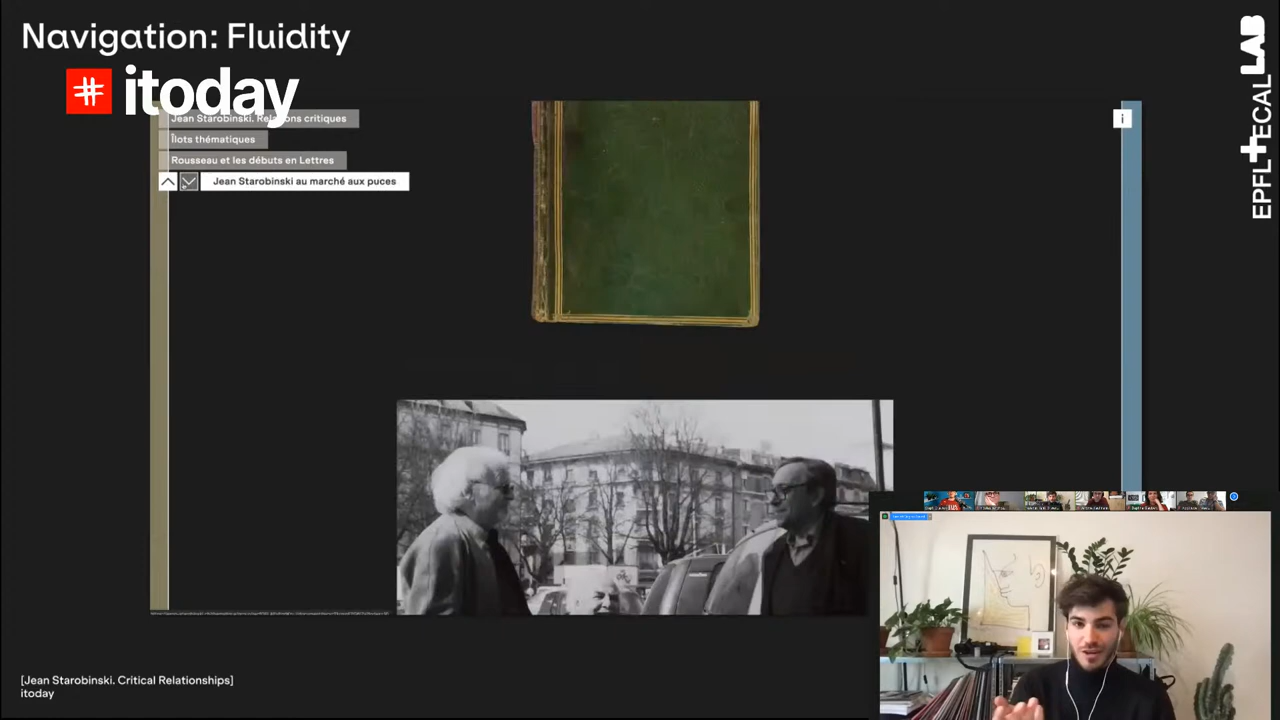 Navigation: Fluidity
itoday
Jean Starobinski. Relations critiques
Îlots thématiques
Rousseau et les débuts en Lettres
Jean Starobinski au marché aux puces
i
EPFL+ECAL LAB
[Jean Starobinski. Critical Relationships]
itoday